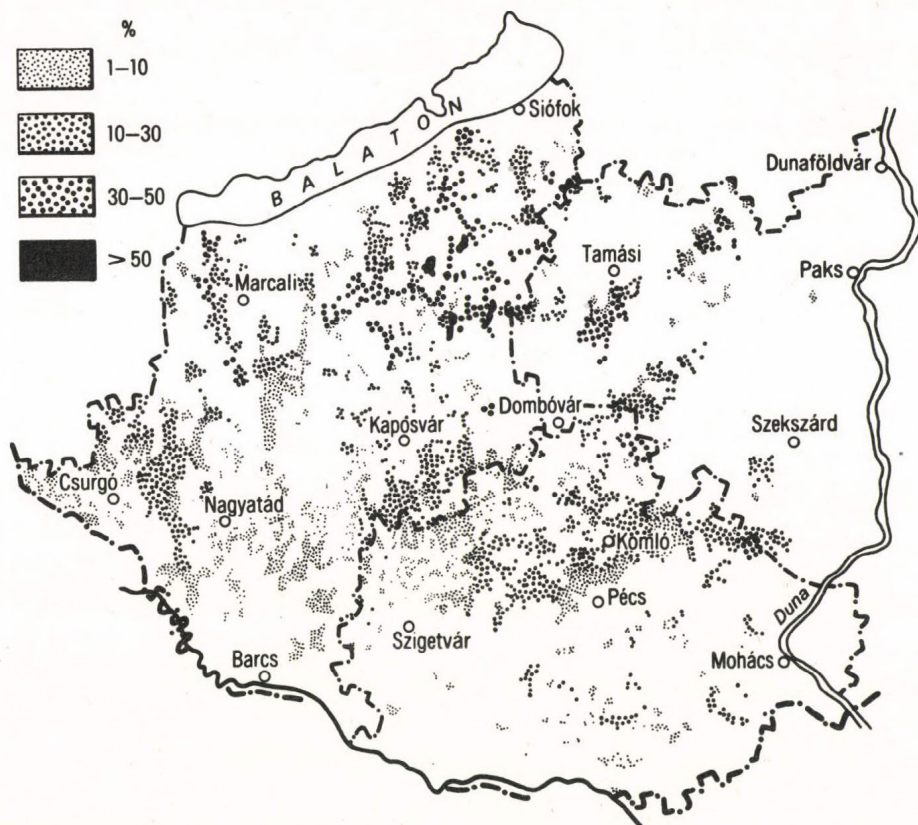 %
1–10
10–30
30–50
>50
BALATON
Siófok
Dunaföldvár
Tamási
Paks
Marcali
Dombóvár
Kaposvár
Szekszárd
Csurgó
Nagyatád
Komló
Pécs
Duna
Szigetvár
Mohács
Barcs